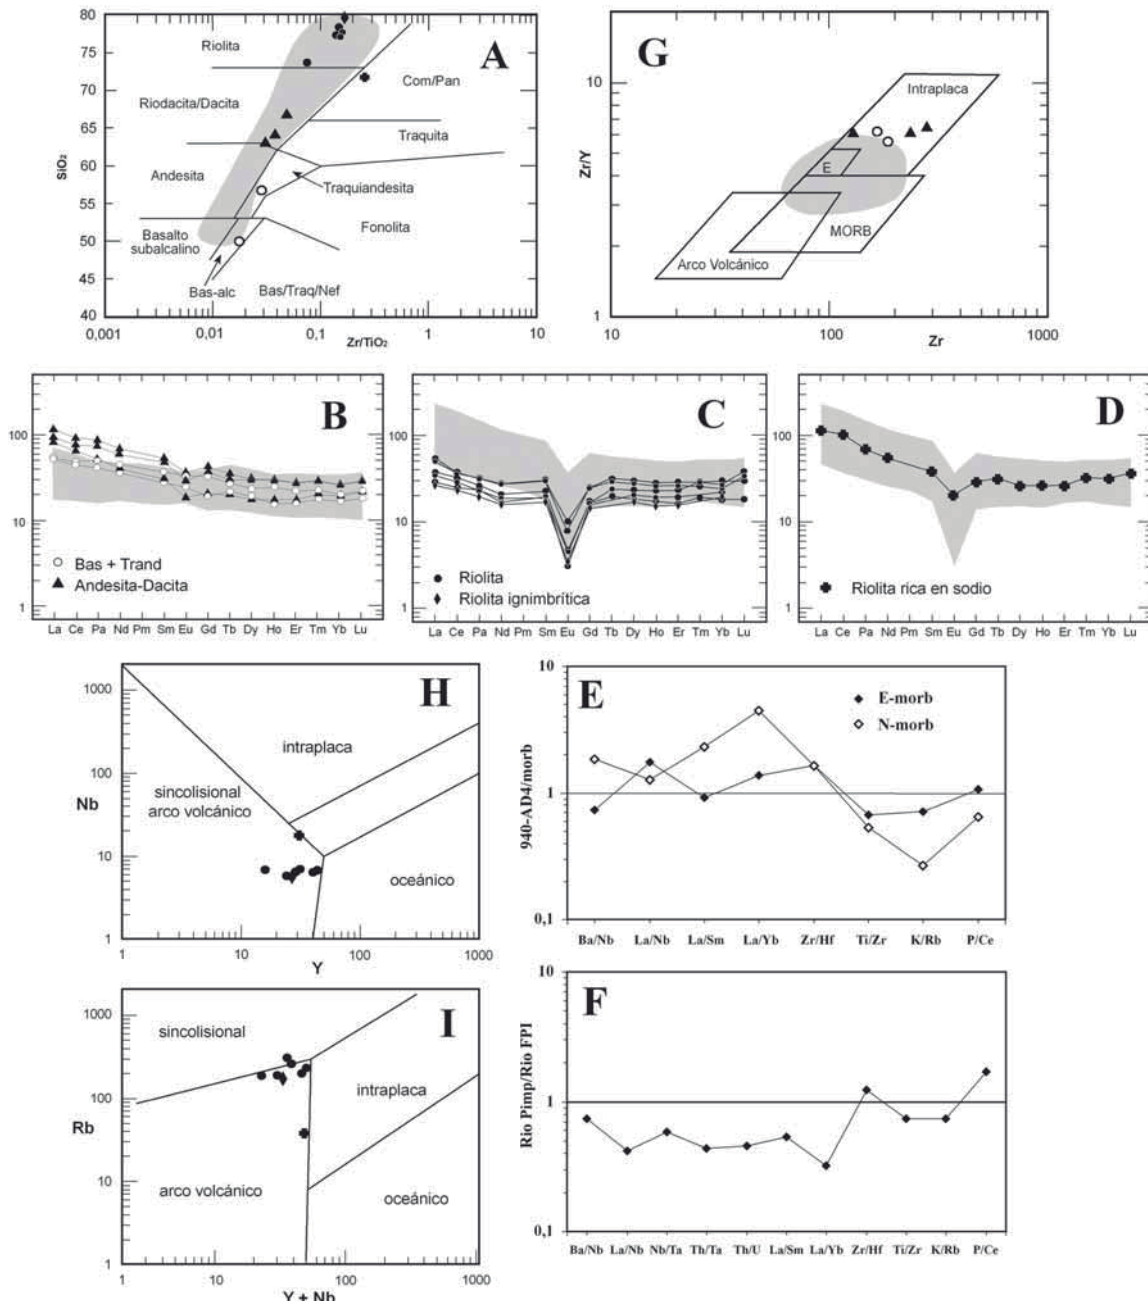 A
80
75
70
65
60
55
50
45
40
SiO₂
Riolita
Riodacita/Dacita
Andesita
Basalto
subalcalino
Bas-alc
Bas/Traq/Nef
Com/Pan
Traquita
Traquiandesita
Fonolita
0,001 0,01 0,1 1 10
Zr/TiO₂
G
10
1
Zr/Y
Intraplaca
E
MORB
Arco Volcánico
10 100 1000
Zr
B
100
10
1
Bas + Trand
Andesita-Dacita
La Ce Pa Nd Pm Sm Eu Gd Tb Dy Ho Er Tm Yb Lu
C
100
10
1
Riolita
Riolita ignimbrítica
La Ce Pa Nd Pm Sm Eu Gd Tb Dy Ho Er Tm Yb Lu
D
100
10
1
Riolita rica en sodio
La Ce Pa Nd Pm Sm Eu Gd Tb Dy Ho Er Tm Yb Lu
H
1000
100
10
1
Nb
intraplaca
sincolisional
arco volcánico
oceánico
1 10 100 1000
Y
E
10
1
0,1
940-AD4/morb
E-morb
N-morb
Ba/Nb La/Nb La/Sm La/Yb Zr/Hf Ti/Zr K/Rb P/Ce
I
1000
100
10
1
Rb
sincolisional
intraplaca
arco volcánico
oceánico
1 10 100 1000
Y + Nb
F
10
1
0,1
Rio Pimp/Rio FPI
Ba/Nb La/Nb Nb/Ta Th/Ta Th/U La/Sm La/Yb Zr/Hf Ti/Zr K/Rb P/Ce